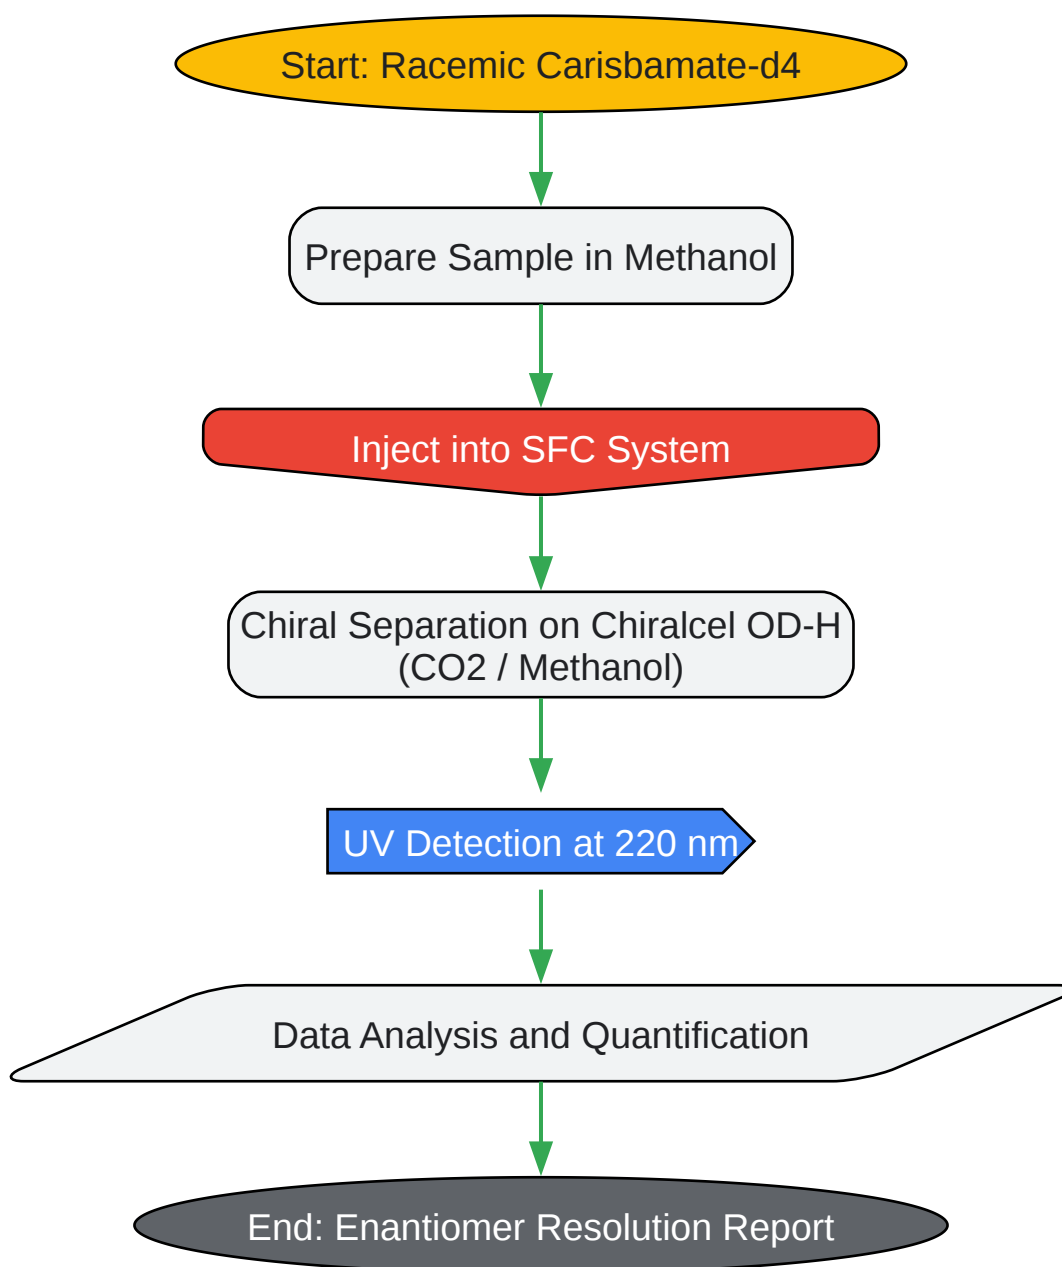 Start: Racemic Carisbamate-d4
Prepare Sample in Methanol
Inject into SFC System
Chiral Separation on Chiralcel OD-H
(CO2 / Methanol)
UV Detection at 220 nm
Data Analysis and Quantification
End: Enantiomer Resolution Report